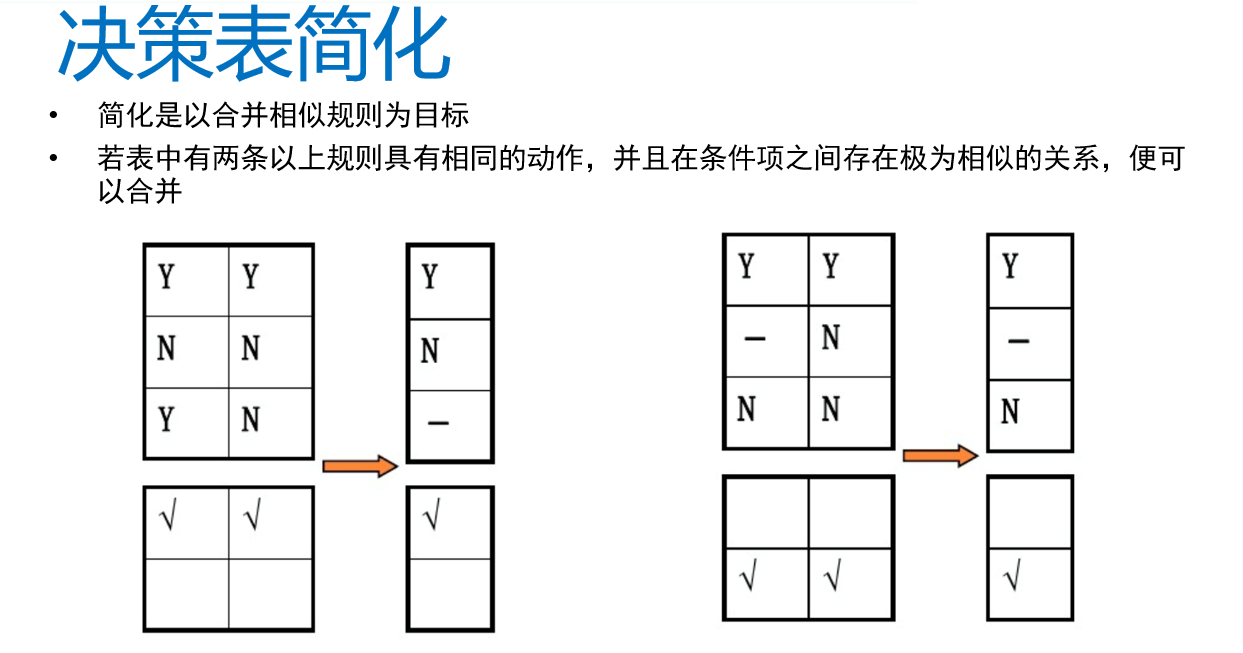 决策表简化
• 简化是以合并相似规则为目标
• 若表中有两条以上规则具有相同的动作，并且在条件项之间存在极为相似的关系，便可
以合并
Y Y
N N
Y N
√ √
Y
N
—
√
Y Y
— N
N N
√ √
Y
—
N
√